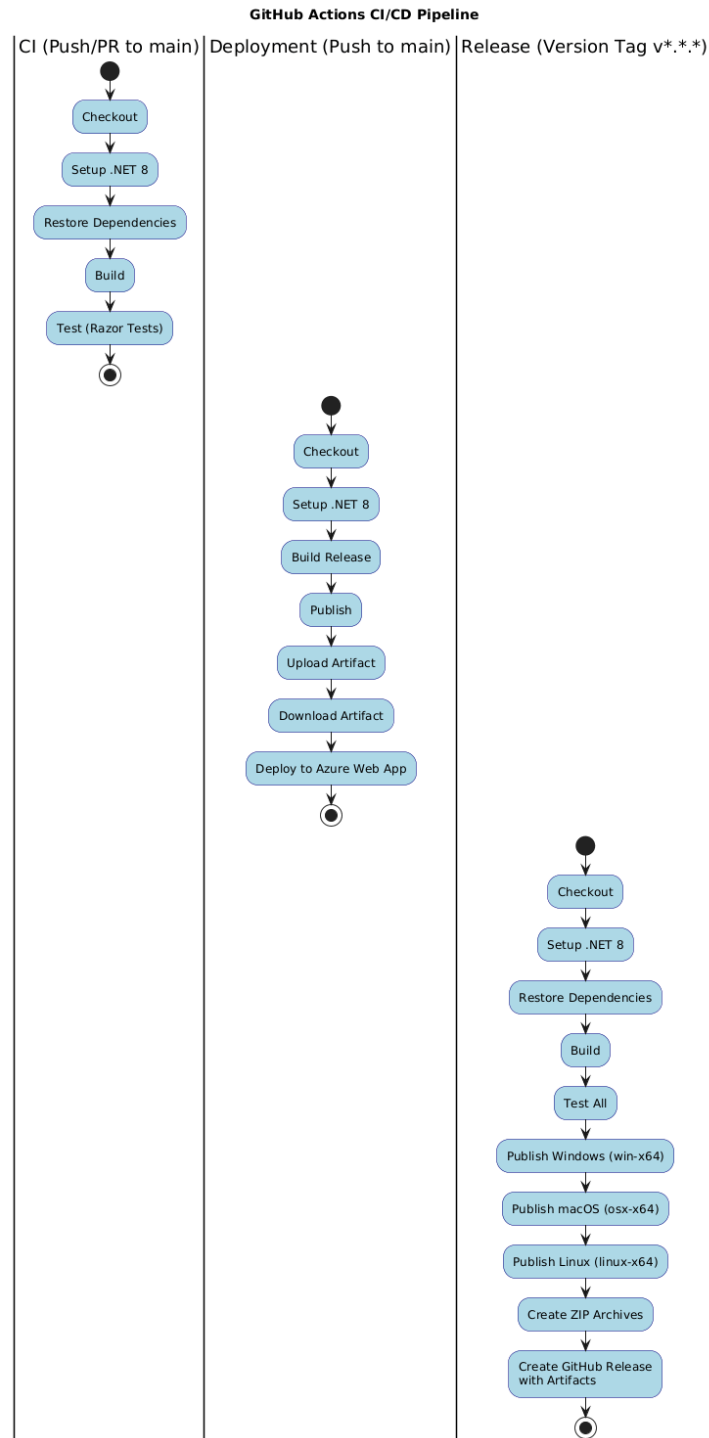 GitHub Actions CI/CD Pipeline
CI (Push/PR to main)
Deployment (Push to main)
Release (Version Tag v*.*.*)
Checkout
Setup .NET 8
Restore Dependencies
Build
Test (Razor Tests)
Checkout
Setup .NET 8
Build Release
Publish
Upload Artifact
Download Artifact
Deploy to Azure Web App
Checkout
Setup .NET 8
Restore Dependencies
Build
Test All
Publish Windows (win-x64)
Publish macOS (osx-x64)
Publish Linux (linux-x64)
Create ZIP Archives
Create GitHub Release
with Artifacts